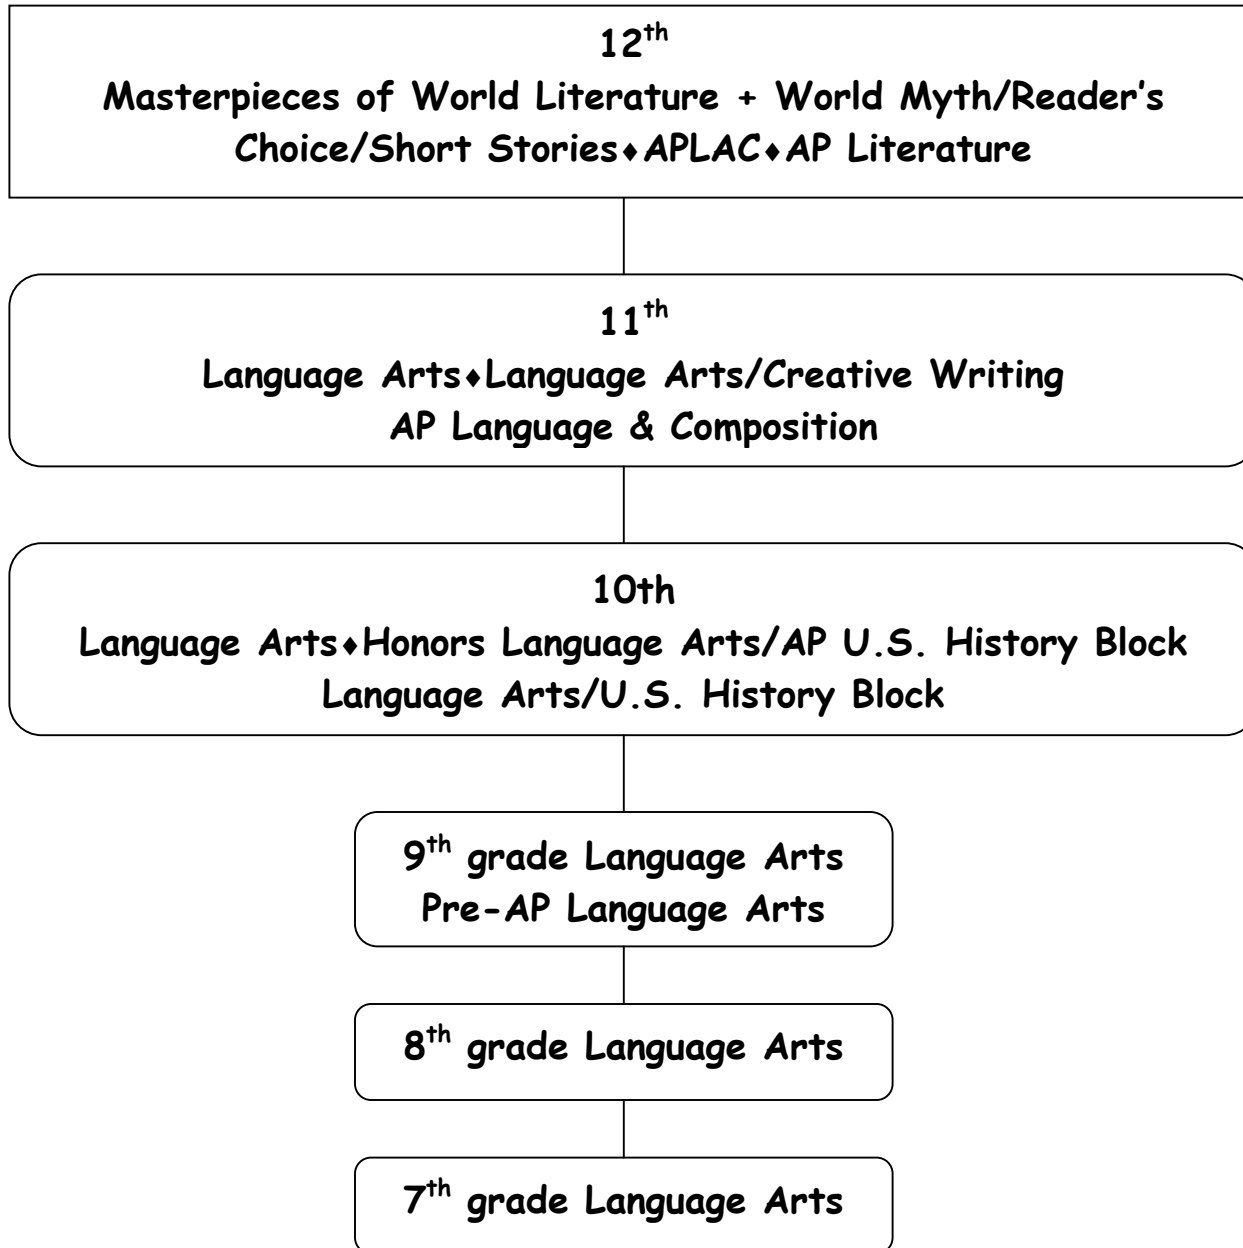 12th
Masterpieces of World Literature + World Myth/Reader's
Choice/Short Stories♦APLAC♦AP Literature
11th
Language Arts♦Language Arts/Creative Writing
AP Language & Composition
10th
Language Arts♦Honors Language Arts/AP U.S. History Block
Language Arts/U.S. History Block
9th grade Language Arts
Pre-AP Language Arts
8th grade Language Arts
7th grade Language Arts